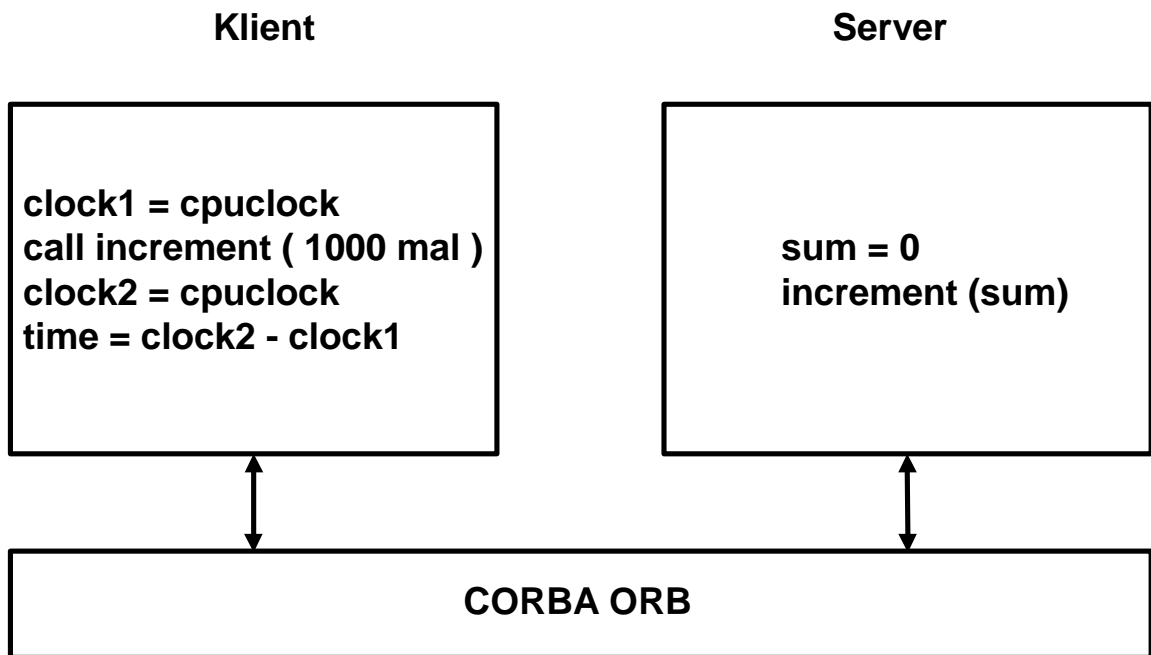 Klient
Server
clock1 = cpuclock
call increment ( 1000 mal )
clock2 = cpuclock
time = clock2 - clock1
sum = 0
increment (sum)
CORBA ORB